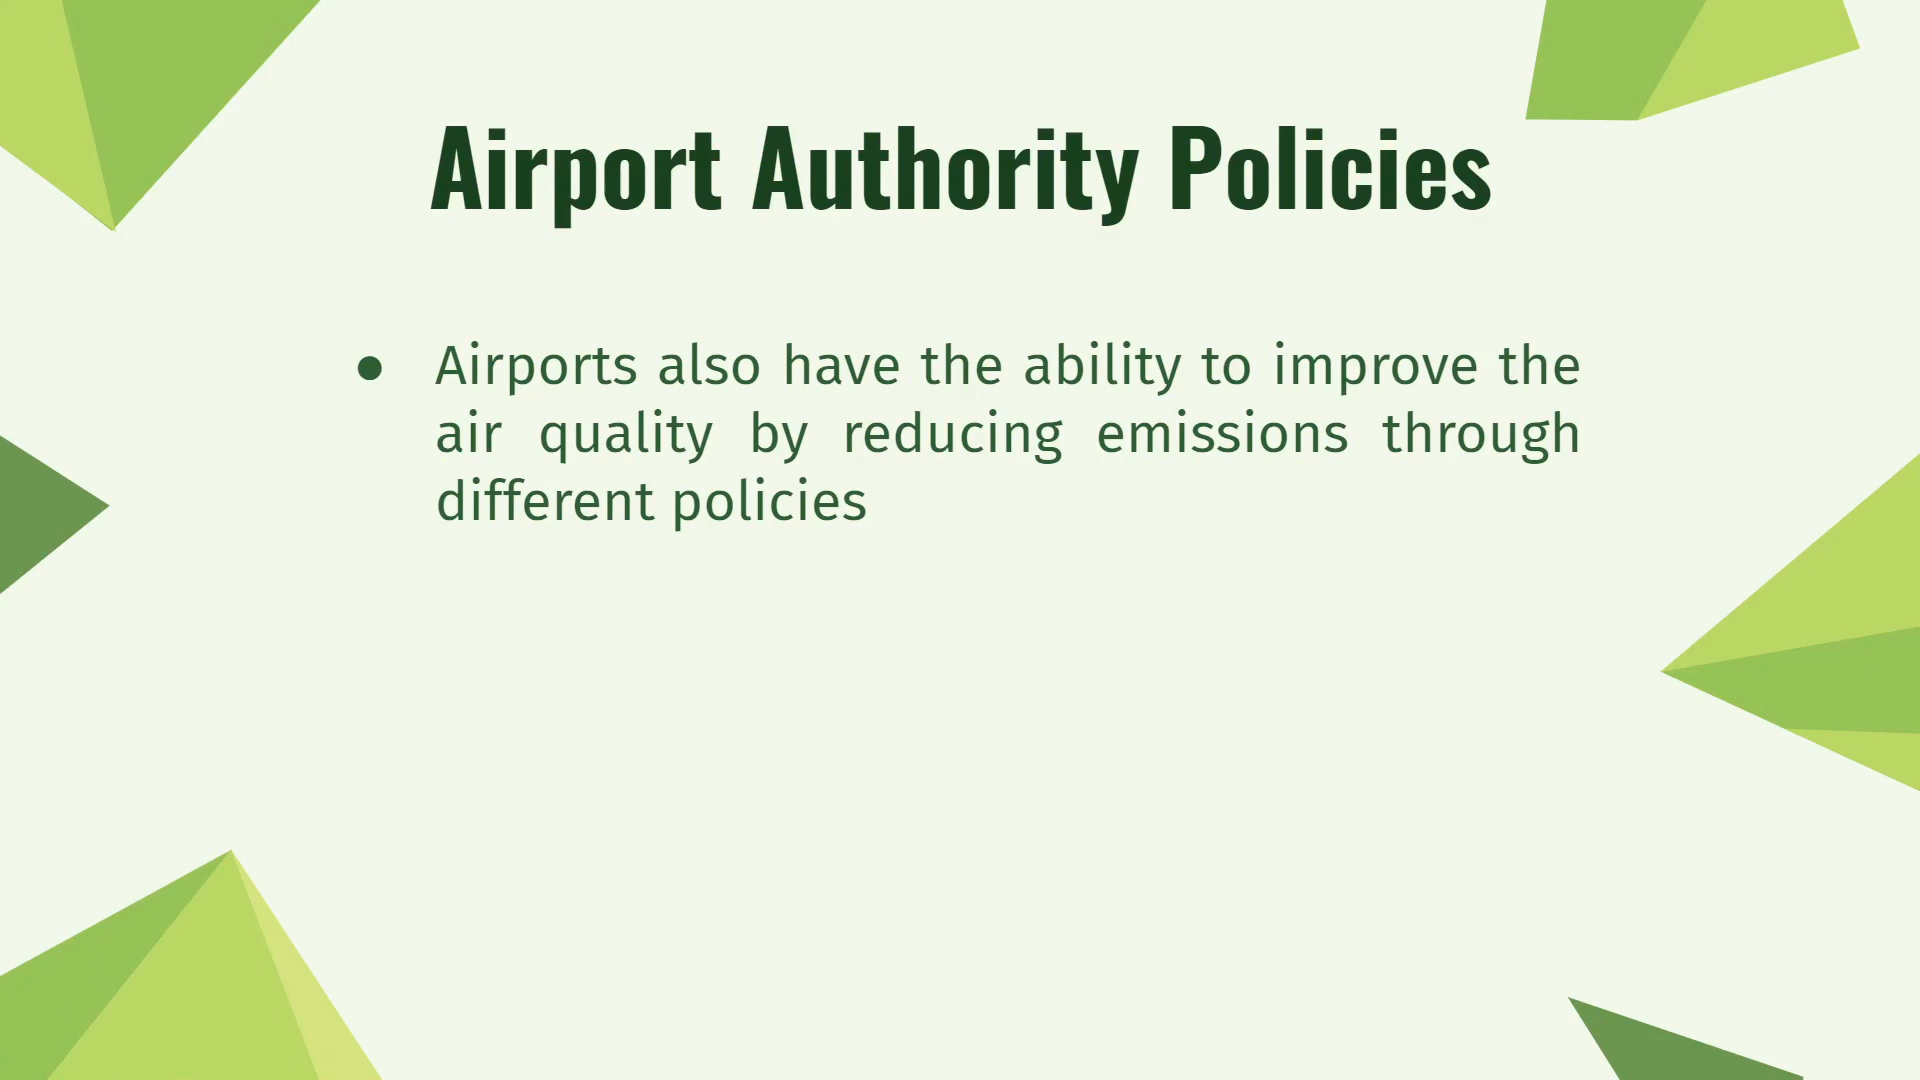 Airport Authority Policies
● Airports also have the ability to improve the
air quality by reducing emissions through
different policies